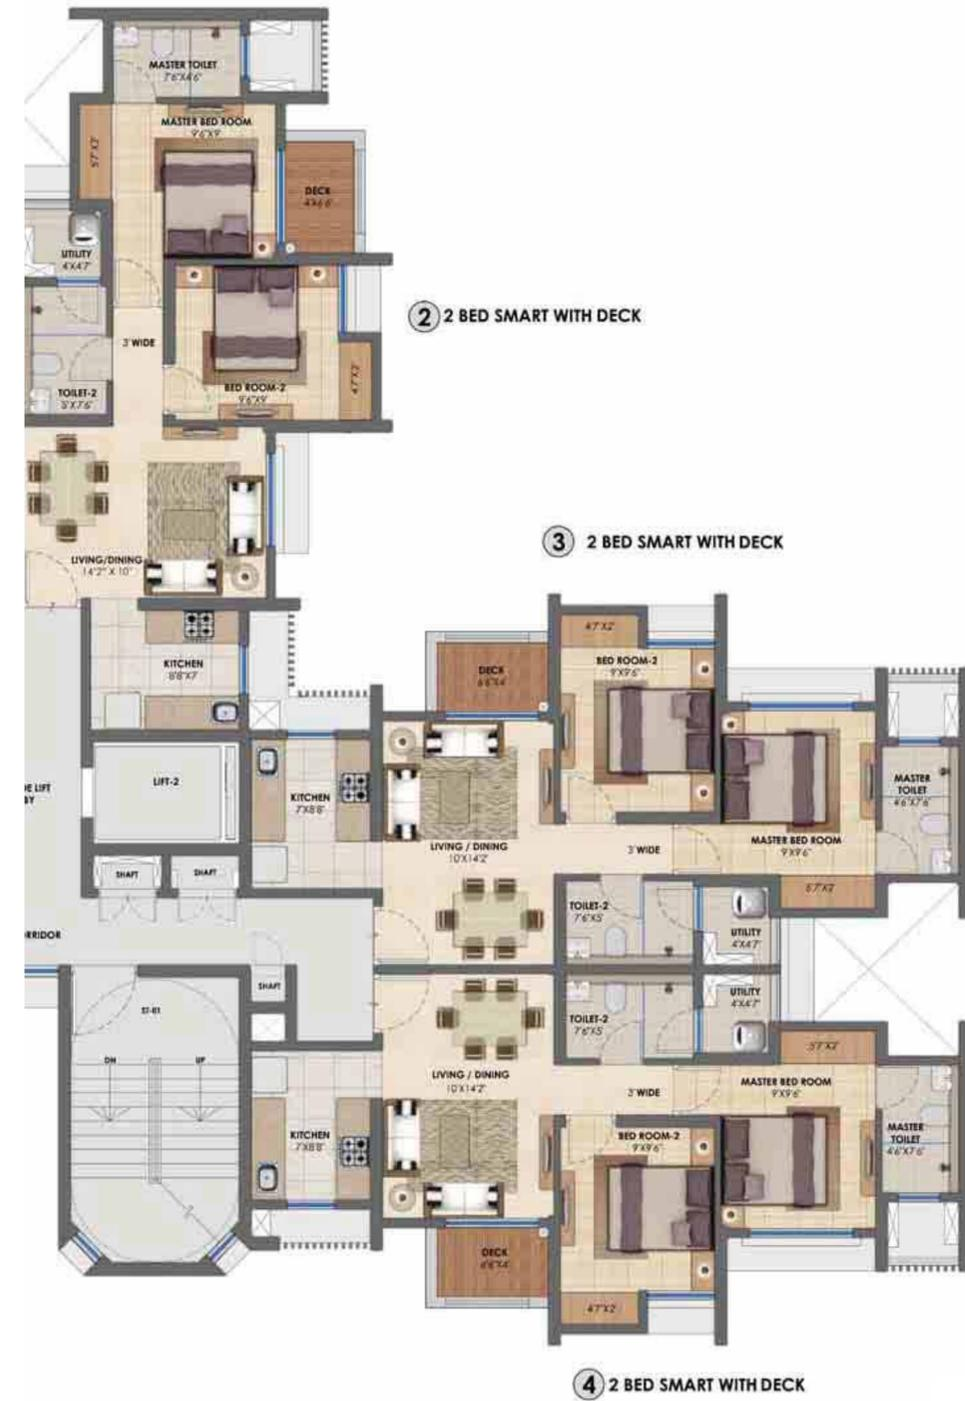 MASTER TOILET
7'6"X4'6"
MASTER BED ROOM
9'6"X9'
5'7"X2'
DECK
4'X6'6"
UTILITY
4'X4'7"
2 2 BED SMART WITH DECK
3' WIDE
TOILET-2
5'X7'6"
BED ROOM-2
9'6"X9'
4'7"X2'
LIVING/DINING
14'2" X 10'
3 2 BED SMART WITH DECK
KITCHEN
8'8"X7'
4'7"X2'
BED ROOM-2
9'X9'6"
DECK
6'6"X4'
E LIFT
BY
LIFT-2
KITCHEN
7'X8'8"
MASTER
TOILET
4'6"X7'6"
LIVING / DINING
10'X14'2"
3' WIDE
MASTER BED ROOM
9'X9'6"
5'7"X2'
SHAFT
SHAFT
TOILET-2
7'6"X5'
UTILITY
4'X4'7"
RRIDOR
SHAFT
ST-01
UTILITY
4'X4'7"
TOILET-2
7'6"X5'
5'7"X2'
DN
UP
LIVING / DINING
10'X14'2"
3' WIDE
MASTER BED ROOM
9'X9'6"
KITCHEN
7'X8'8"
BED ROOM-2
9'X9'6"
MASTER
TOILET
4'6"X7'6"
DECK
6'6"X4'
4'7"X2'
4 2 BED SMART WITH DECK